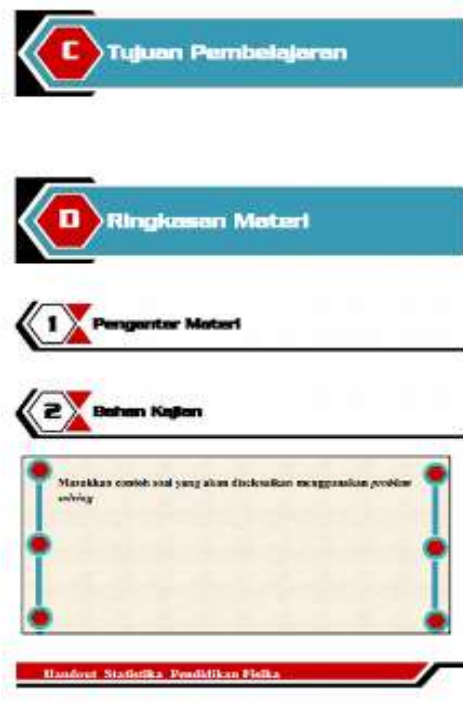 C Tujuan Pembelajaran
D Ringkasan Materi
1 Pengantar Materi
2 Bahan Kajian
Masukkan contoh soal yang akan diselesaikan menggunakan problem
solving
Handout Statistika Pendidikan Fisika